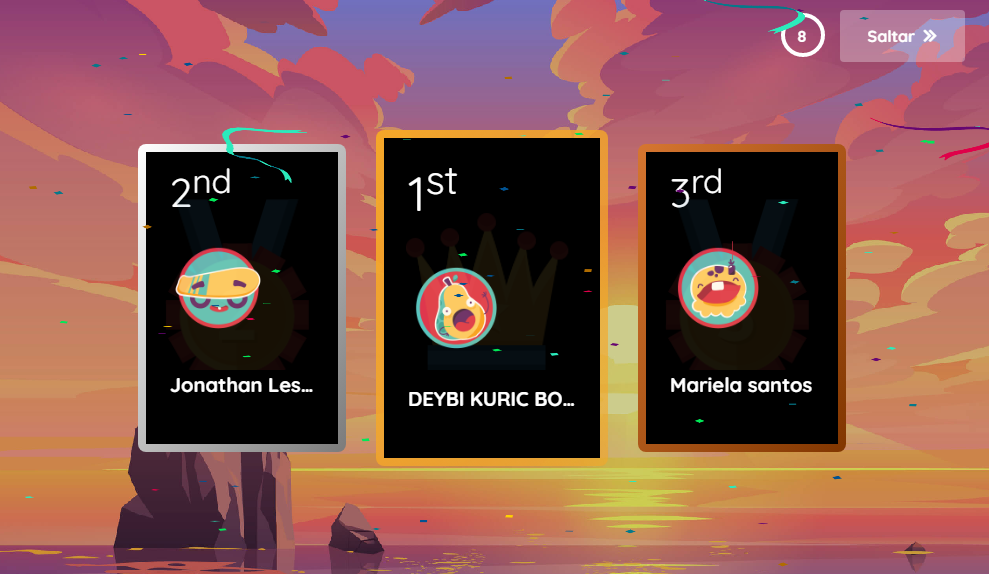 8
Saltar
2nd
1st
3rd
Jonathan Les...
DEYBI KURIC BO...
Mariela santos